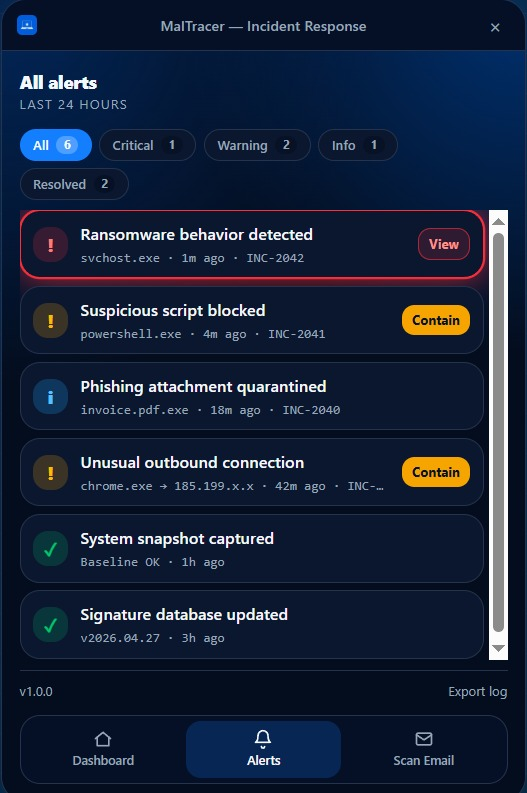 MalTracer — Incident Response ×
All alerts
LAST 24 HOURS
All 6 Critical 1 Warning 2 Info 1
Resolved 2
! Ransomware behavior detected
svchost.exe · 1m ago · INC-2042
View
! Suspicious script blocked
powershell.exe · 4m ago · INC-2041
Contain
i Phishing attachment quarantined
invoice.pdf.exe · 18m ago · INC-2040
! Unusual outbound connection
chrome.exe → 185.199.x.x · 42m ago · INC-…
Contain
✓ System snapshot captured
Baseline OK · 1h ago
✓ Signature database updated
v2026.04.27 · 3h ago
v1.0.0 Export log
Dashboard Alerts Scan Email